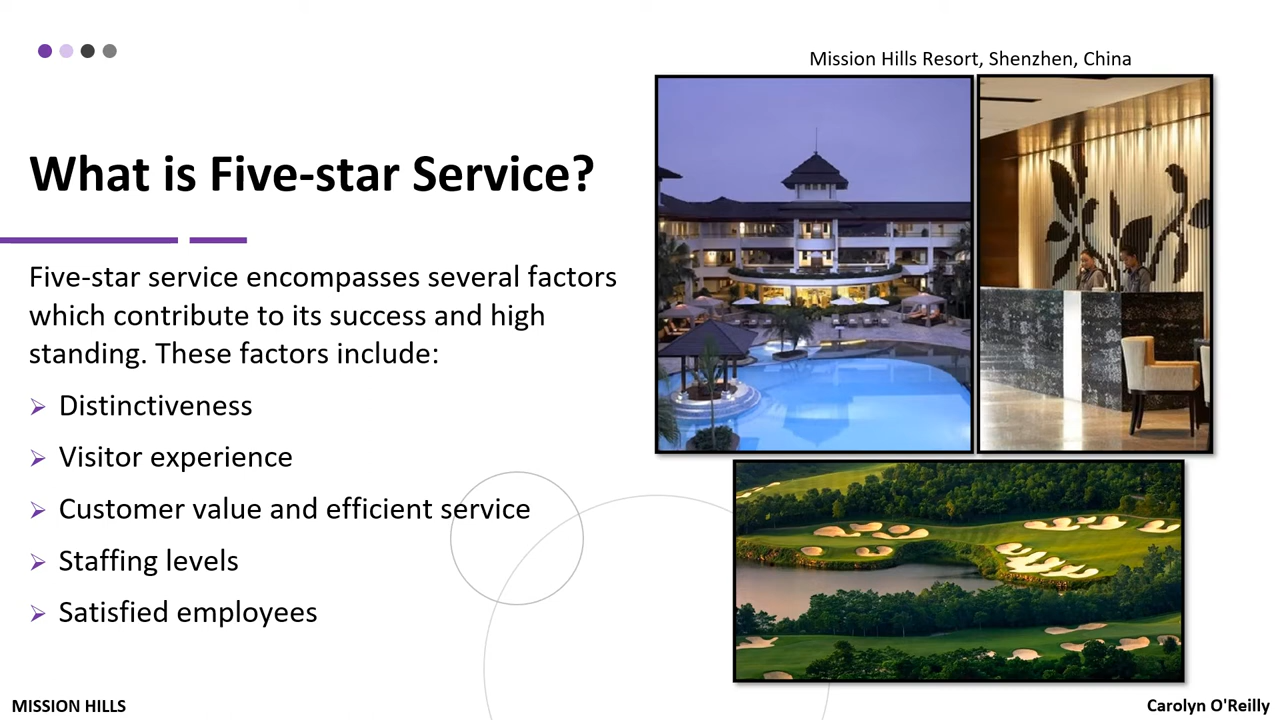 Mission Hills Resort, Shenzhen, China
What is Five-star Service?
Five-star service encompasses several factors
which contribute to its success and high
standing. These factors include:
Distinctiveness
Visitor experience
Customer value and efficient service
Staffing levels
Satisfied employees
MISSION HILLS
Carolyn O'Reilly